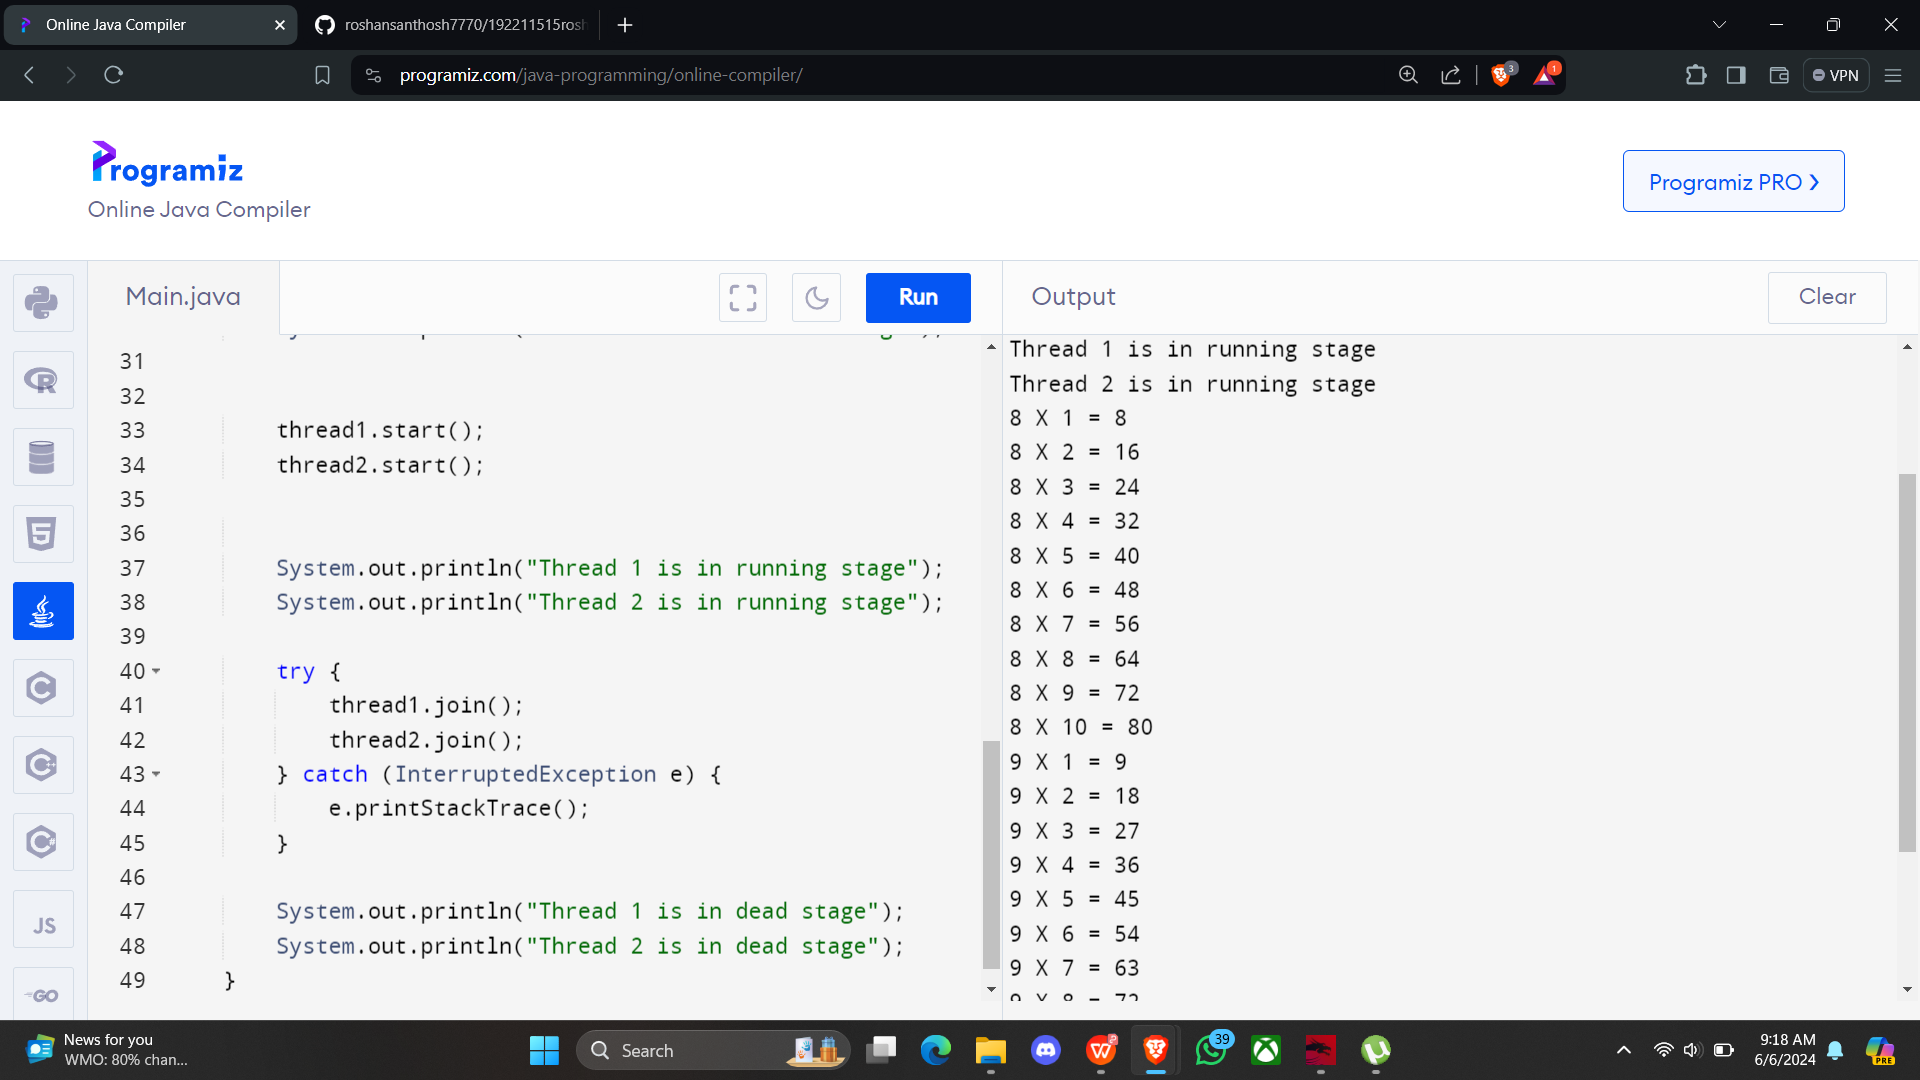 Online Java Compiler
roshansanthosh7770/192211515rosh
programiz.com/java-programming/online-compiler/
3
1
VPN
Programiz
Online Java Compiler
Programiz PRO
Main.java
Run
Output
Clear
31
32
33 thread1.start();
34 thread2.start();
35
36
37 System.out.println("Thread 1 is in running stage");
38 System.out.println("Thread 2 is in running stage");
39
40 try {
41 thread1.join();
42 thread2.join();
43 } catch (InterruptedException e) {
44 e.printStackTrace();
45 }
46
47 System.out.println("Thread 1 is in dead stage");
48 System.out.println("Thread 2 is in dead stage");
49 }
Thread 1 is in running stage
Thread 2 is in running stage
8 X 1 = 8
8 X 2 = 16
8 X 3 = 24
8 X 4 = 32
8 X 5 = 40
8 X 6 = 48
8 X 7 = 56
8 X 8 = 64
8 X 9 = 72
8 X 10 = 80
9 X 1 = 9
9 X 2 = 18
9 X 3 = 27
9 X 4 = 36
9 X 5 = 45
9 X 6 = 54
9 X 7 = 63
9 X 8 = 72
R
5
C
C++
C#
JS
GO
News for you
WMO: 80% chan...
Search
39
9:18 AM
6/6/2024
PRE